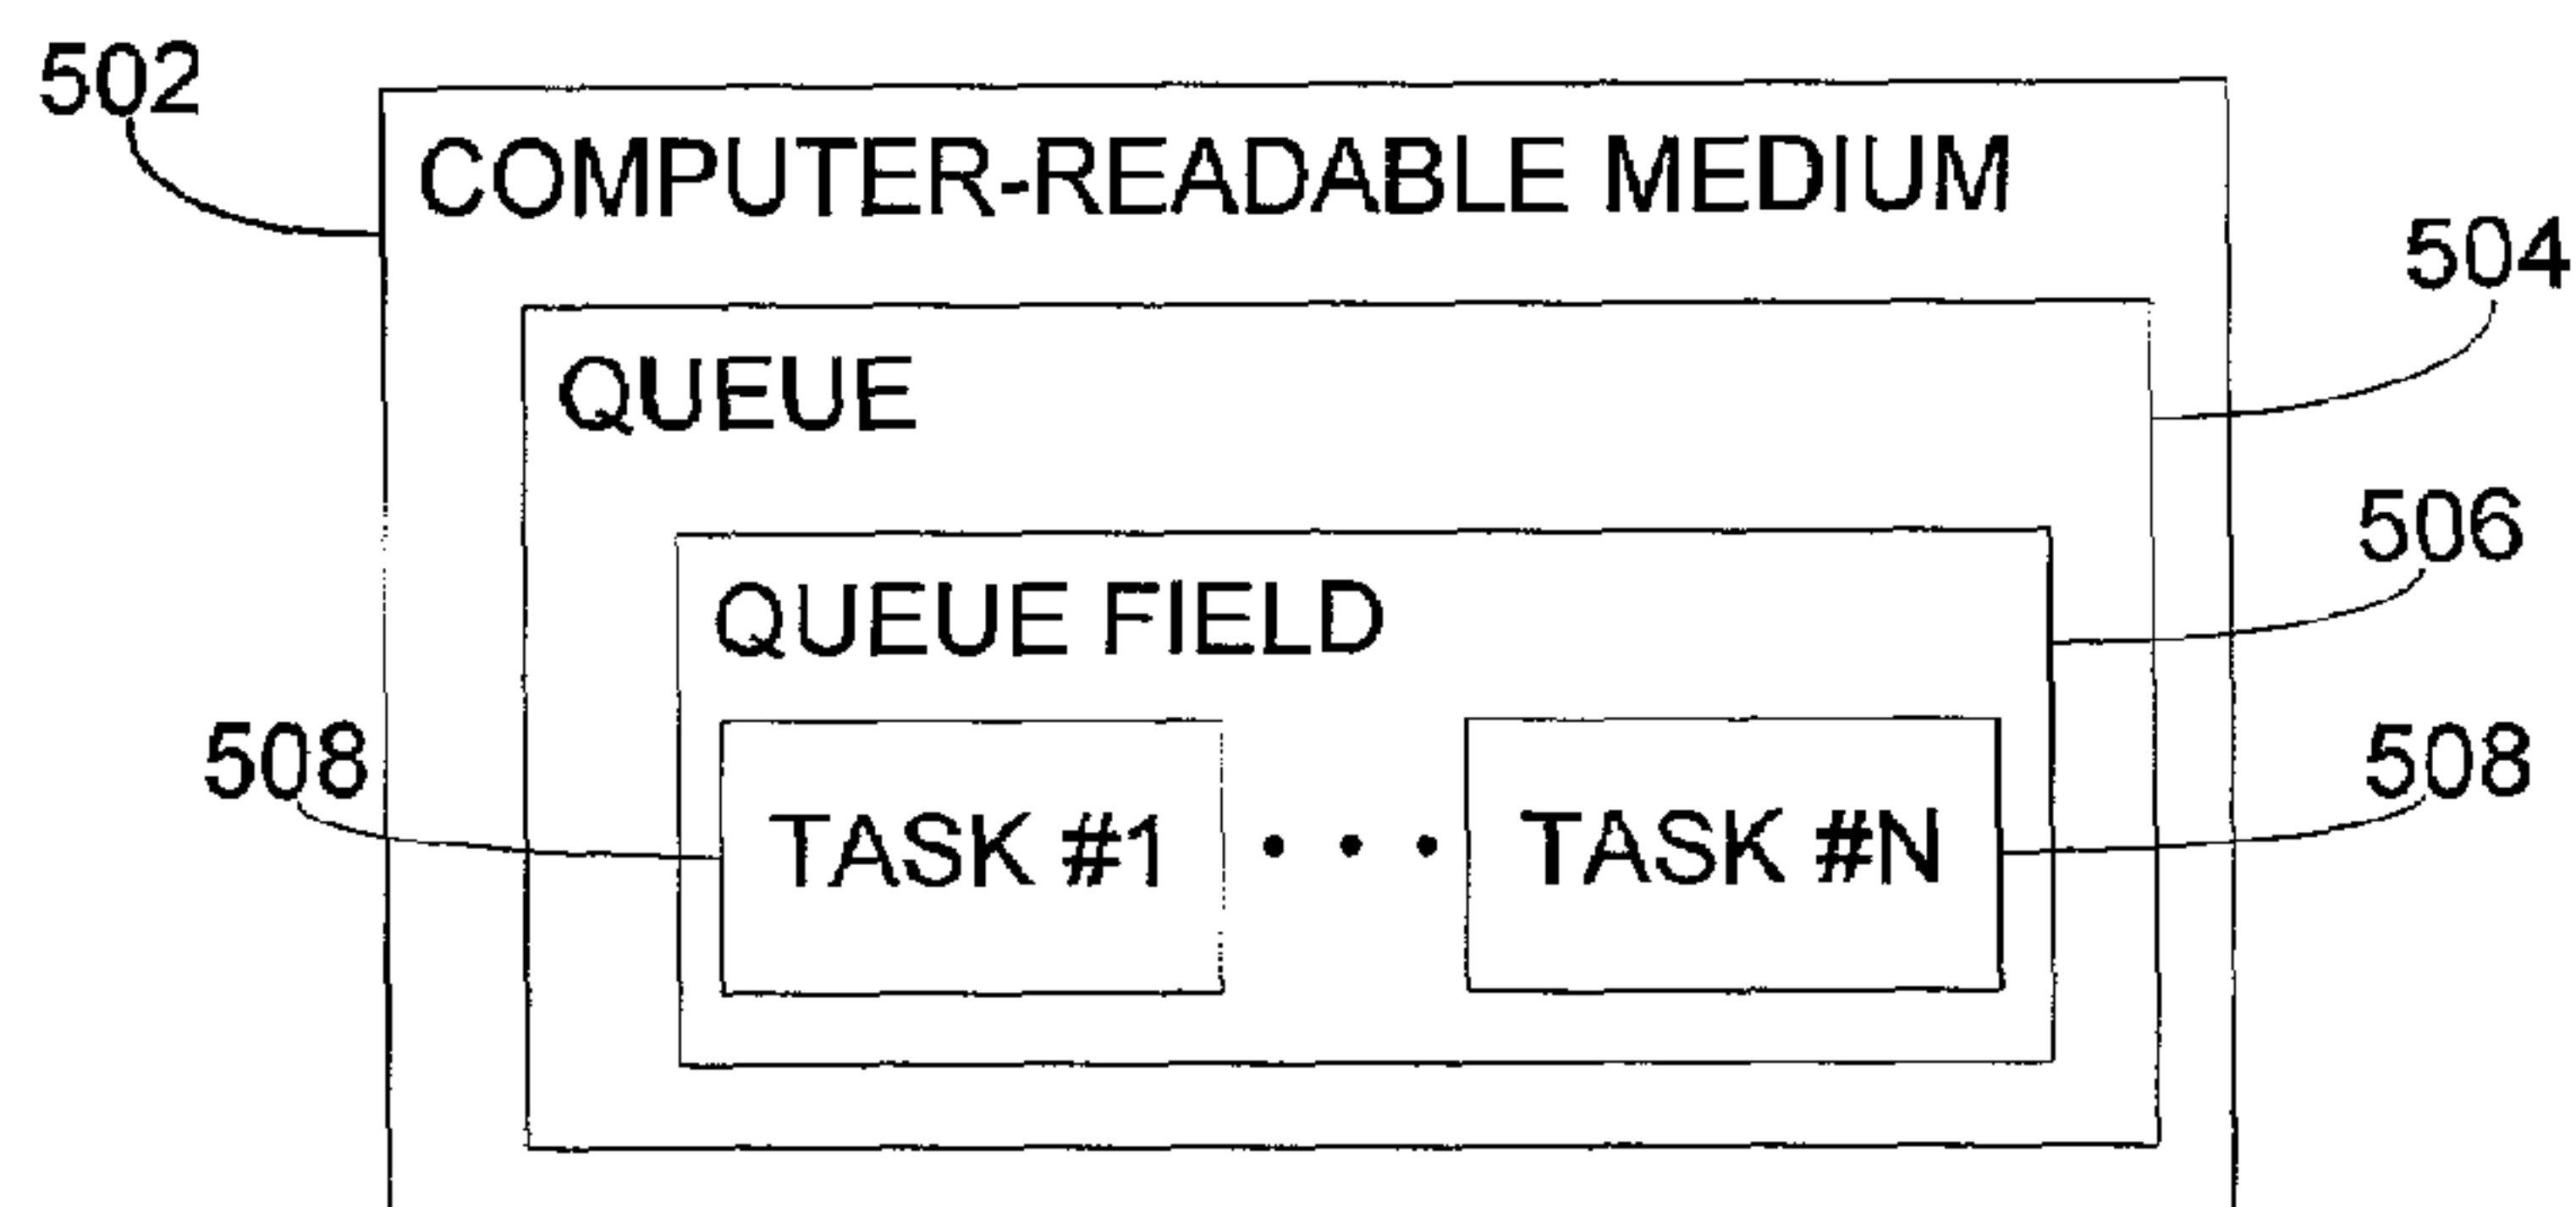 502
COMPUTER-READABLE MEDIUM
504
QUEUE
506
QUEUE FIELD
508
508
TASK #1 • • • TASK #N